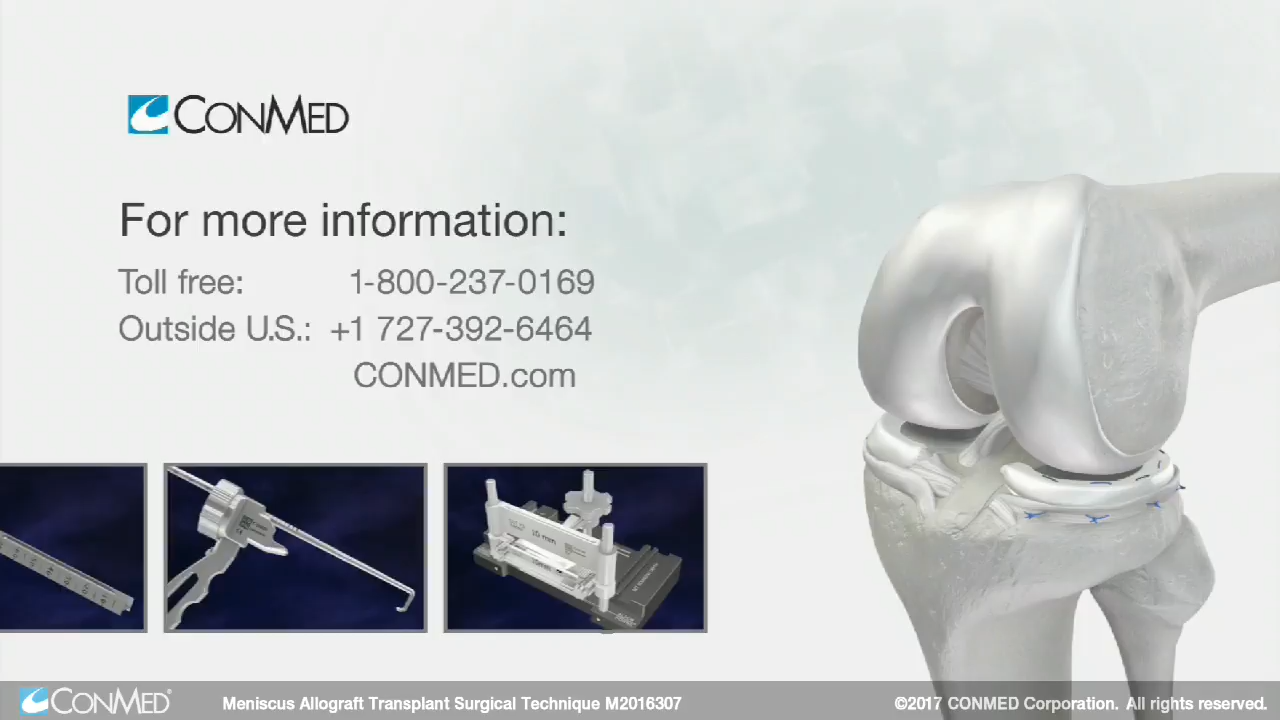 CONMED
For more information:
Toll free: 1-800-237-0169
Outside U.S.: +1 727-392-6464
CONMED.com
10 mm
CONMED® Meniscus Allograft Transplant Surgical Technique M2016307 ©2017 CONMED Corporation. All rights reserved.